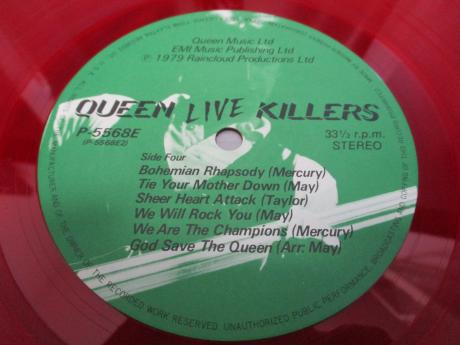 Queen Music Ltd
EMI Music Publishing Ltd
℗ 1979 Raincloud Productions Ltd
QUEEN LIVE KILLERS
P-5568E
(P-5568E2)
33⅓ r.p.m.
STEREO
Side Four
Bohemian Rhapsody (Mercury)
Tie Your Mother Down (May)
Sheer Heart Attack (Taylor)
We Will Rock You (May)
We Are The Champions (Mercury)
God Save The Queen (Arr: May)
OF THE RECORDED WORK RESERVED. UNAUTHORIZED PUBLIC PERFORMANCE, BROADCASTING